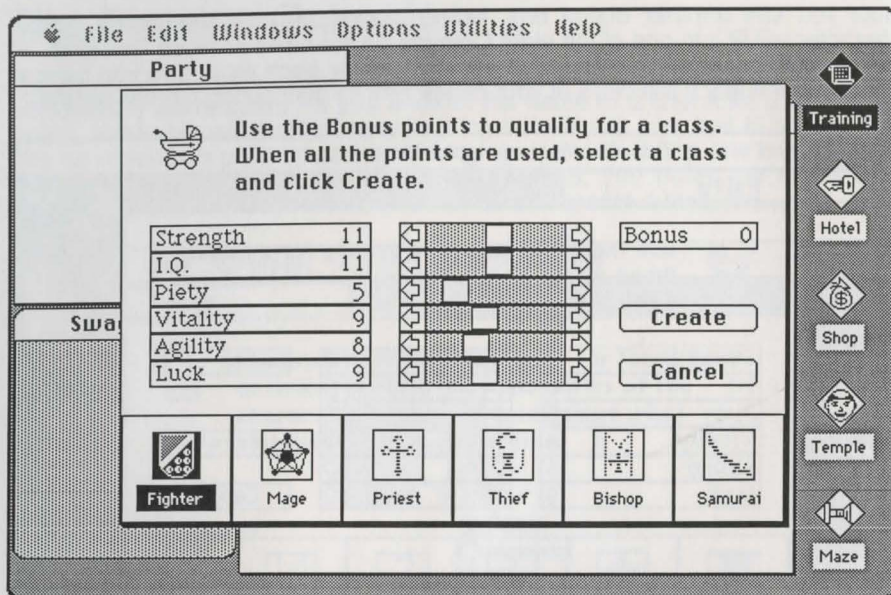 File Edit Windows Options Utilities Help
Party
Use the Bonus points to qualify for a class.
When all the points are used, select a class
and click Create.
Strength 11
I.Q. 11
Piety 5
Vitality 9
Agility 8
Luck 9
Bonus 0
Create
Cancel
Swa
Fighter
Mage
Priest
Thief
Bishop
Samurai
Training
Hotel
Shop
Temple
Maze